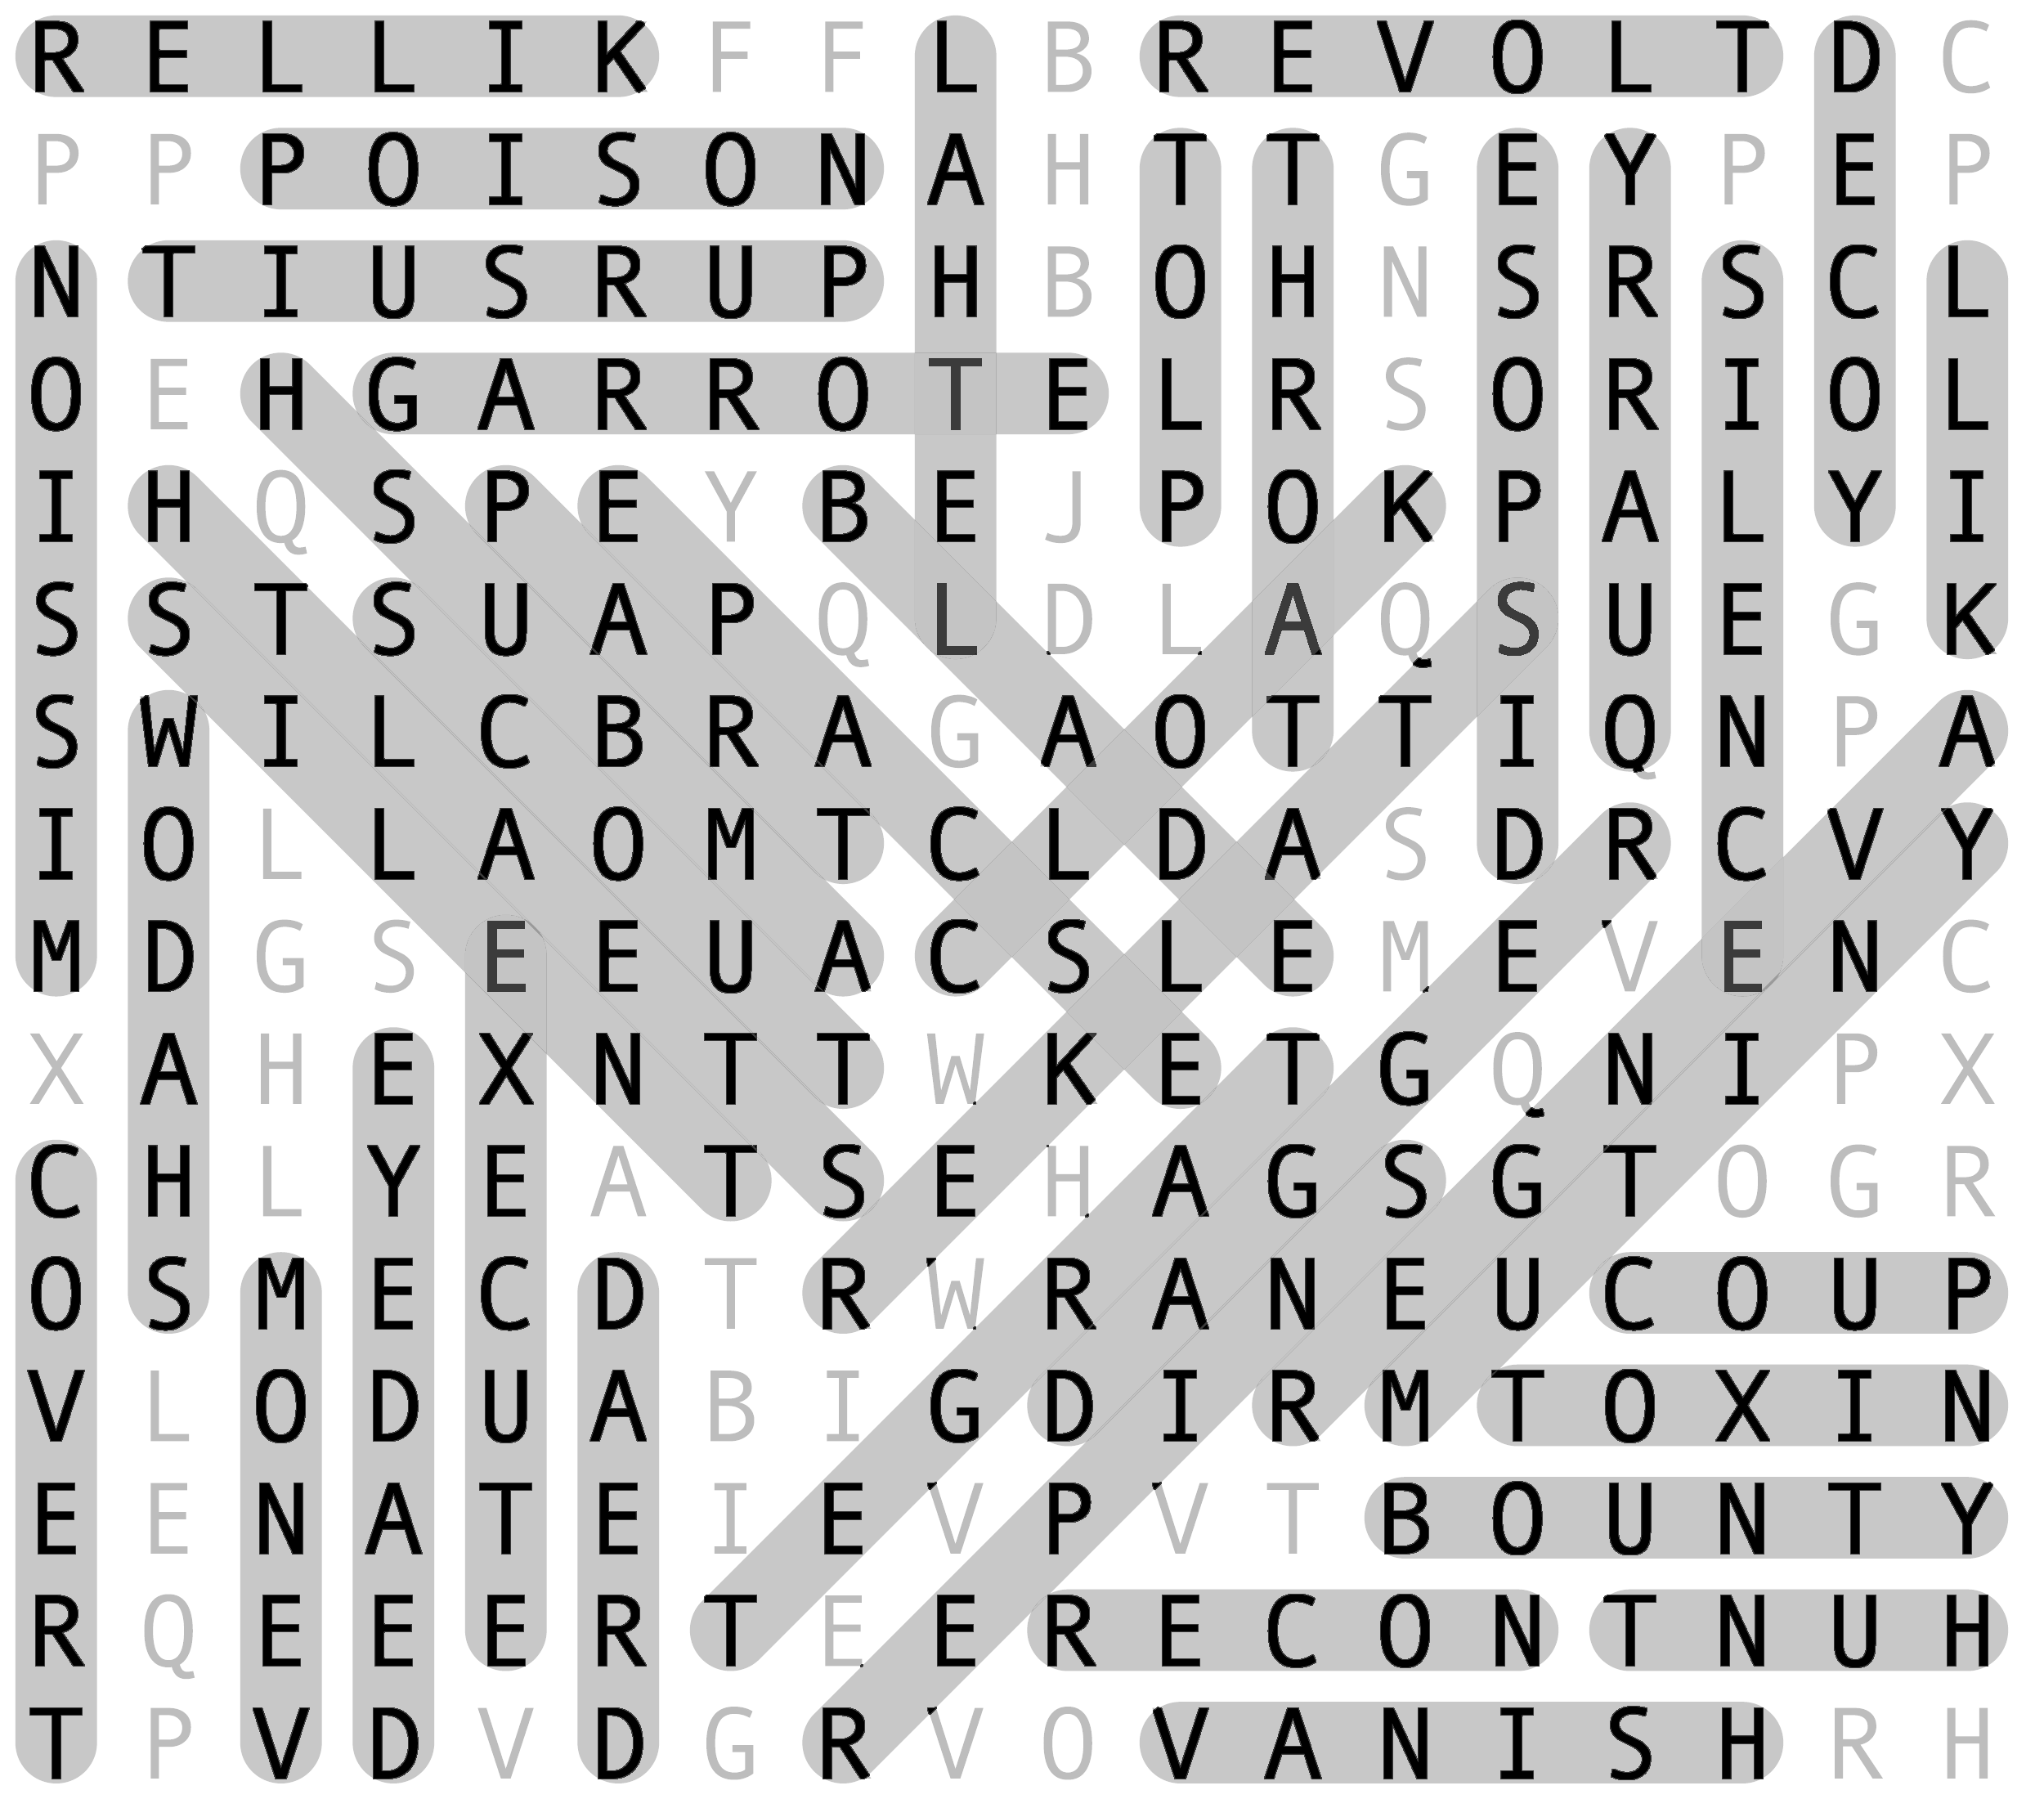 R E L L I K F F L B R E V O L T D C
P P P O I S O N A H T T G E Y P E P
N T I U S R U P H B O H N S R S C L
O E H G A R R O T E L R S O R I O L
I H Q S P E Y B E J P O K P A L Y I
S S T S U A P Q L D L A Q S U E G K
S W I L C B R A G A O T T I Q N P A
I O L L A O M T C L D A S D R C V Y
M D G S E E U A C S L E M E V E N C
X A H E X N T T W K E T G Q N I P X
C H L Y E A T S E H A G S G T O G R
O S M E C D T R W R A N E U C O U P
V L O D U A B I G D I R M T O X I N
E E N A T E I E V P V T B O U N T Y
R Q E E E R T E E R E C O N T N U H
T P V D V D G R V O V A N I S H R H